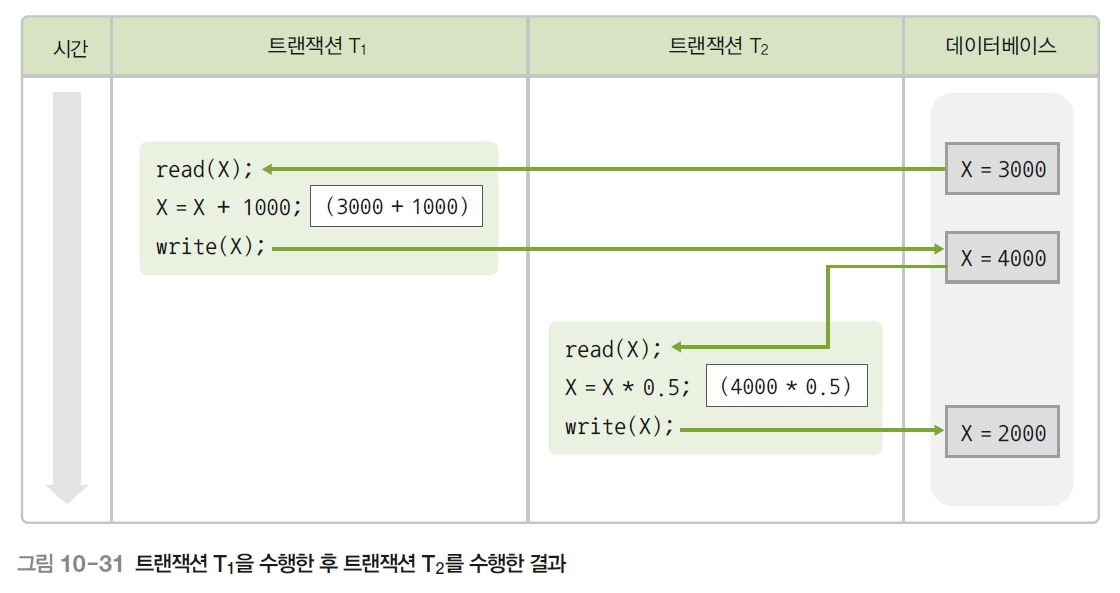 시간 트랜잭션 T₁ 트랜잭션 T₂ 데이터베이스
read(X); X = 3000
X = X + 1000; (3000 + 1000)
write(X); X = 4000
read(X);
X = X * 0.5; (4000 * 0.5)
write(X); X = 2000
그림 10-31 트랜잭션 T₁을 수행한 후 트랜잭션 T₂를 수행한 결과